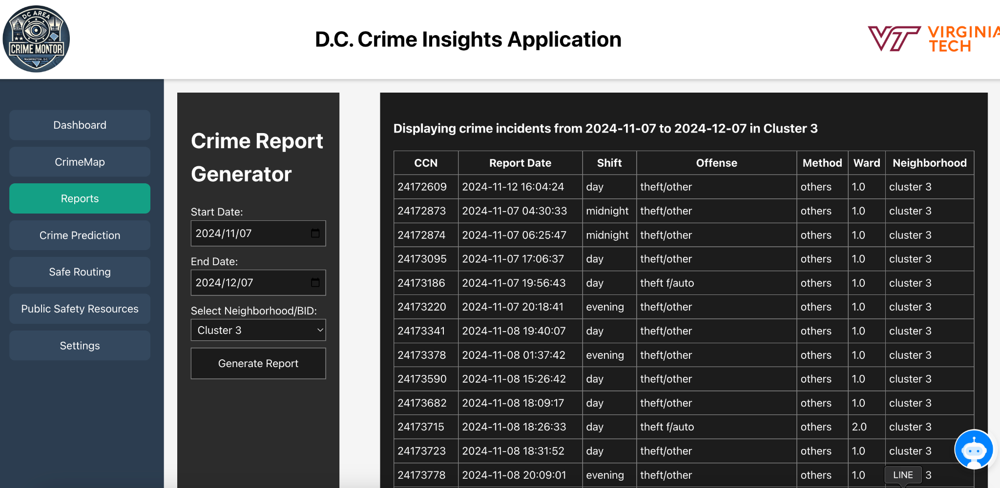 DC AREA
CRIME MONTOR
WASHINGTON, D.C.
D.C. Crime Insights Application
VT VIRGINIA
TECH
Dashboard
CrimeMap
Reports
Crime Prediction
Safe Routing
Public Safety Resources
Settings
Crime Report
Generator
Start Date:
2024/11/07
End Date:
2024/12/07
Select Neighborhood/BID:
Cluster 3
Generate Report
Displaying crime incidents from 2024-11-07 to 2024-12-07 in Cluster 3
CCN Report Date Shift Offense Method Ward Neighborhood
24172609 2024-11-12 16:04:24 day theft/other others 1.0 cluster 3
24172873 2024-11-07 04:30:33 midnight theft/other others 1.0 cluster 3
24172874 2024-11-07 06:25:47 midnight theft/other others 1.0 cluster 3
24173095 2024-11-07 17:06:37 day theft/other others 1.0 cluster 3
24173186 2024-11-07 19:56:43 day theft f/auto others 1.0 cluster 3
24173220 2024-11-07 20:18:41 evening theft/other others 1.0 cluster 3
24173341 2024-11-08 19:40:07 day theft/other others 1.0 cluster 3
24173378 2024-11-08 01:37:42 evening theft/other others 1.0 cluster 3
24173590 2024-11-08 15:26:42 day theft/other others 1.0 cluster 3
24173682 2024-11-08 18:09:17 day theft/other others 1.0 cluster 3
24173715 2024-11-08 18:26:33 day theft f/auto others 2.0 cluster 3
24173723 2024-11-08 18:31:52 day theft/other others 1.0 cluster 3
24173778 2024-11-08 20:09:01 evening theft/other others 1.0 3
LINE